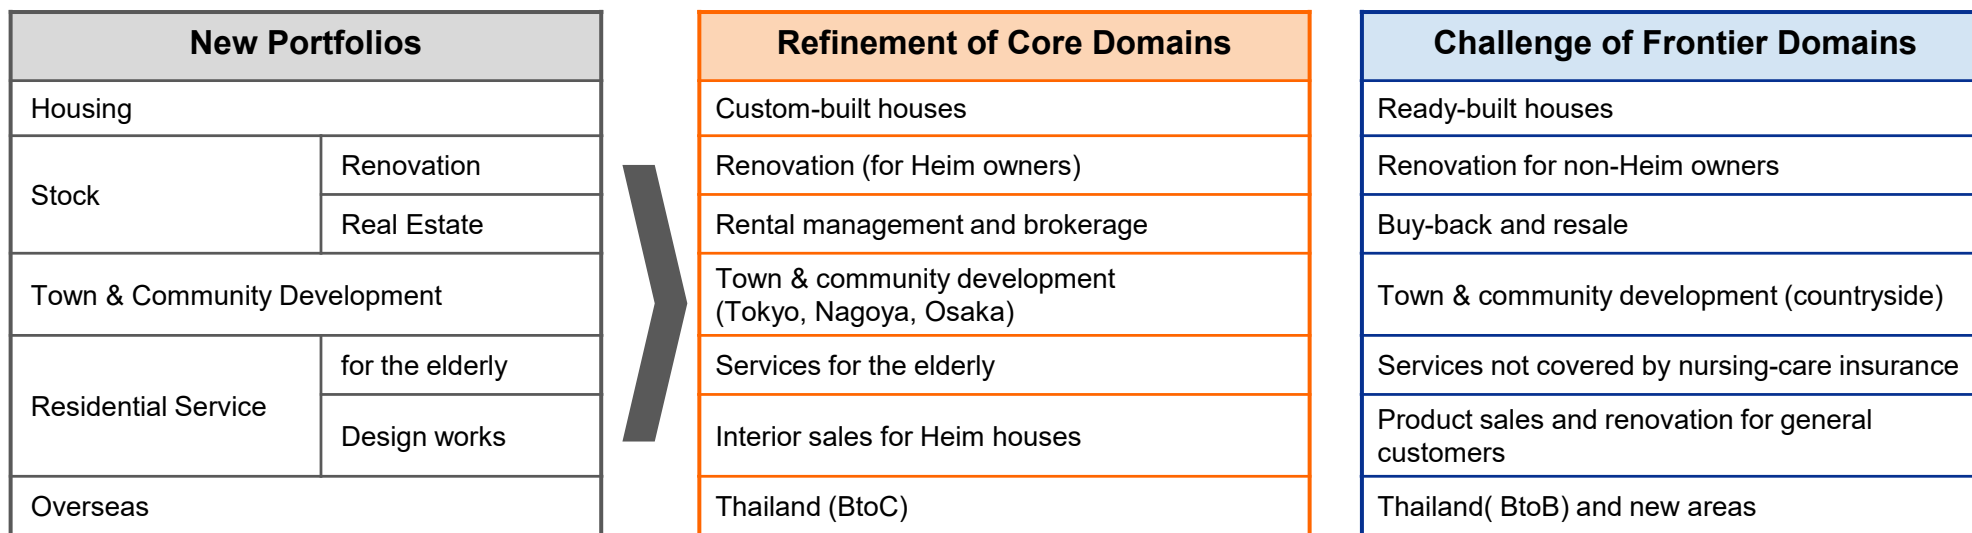 New Portfolios
Refinement of Core Domains
Challenge of Frontier Domains
Housing
Custom-built houses
Ready-built houses
Stock
Renovation
Renovation (for Heim owners)
Renovation for non-Heim owners
Real Estate
Rental management and brokerage
Buy-back and resale
Town & Community Development
Town & community development
(Tokyo, Nagoya, Osaka)
Town & community development (countryside)
Residential Service
for the elderly
Services for the elderly
Services not covered by nursing-care insurance
Design works
Interior sales for Heim houses
Product sales and renovation for general
customers
Overseas
Thailand (BtoC)
Thailand( BtoB) and new areas